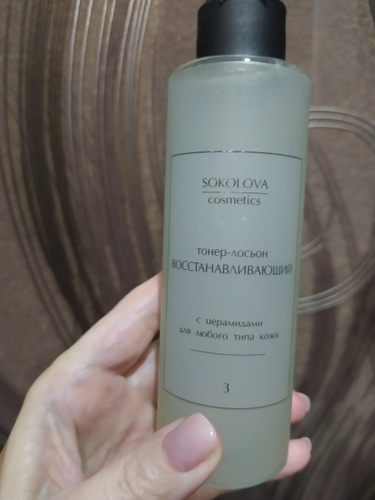 SOKOLOVA
cosmetics
тонер-лосьон
ВОССТАНАВЛИВАЮЩИЙ
с церамидами
для любого типа кожи
3